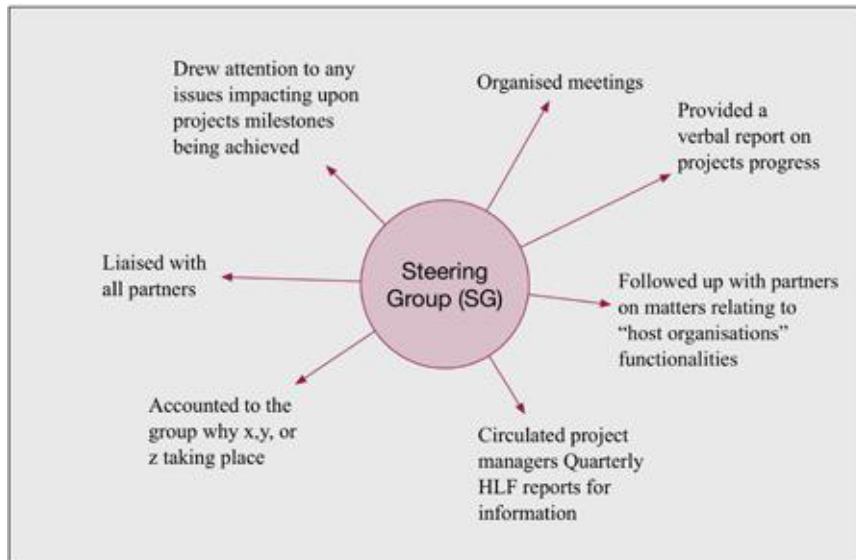 Drew attention to any
issues impacting upon
projects milestones
being achieved
Organised meetings
Provided a
verbal report on
projects progress
Liaised with
all partners
Steering
Group (SG)
Followed up with partners
on matters relating to
“host organisations”
functionalities
Accounted to the
group why x,y, or
z taking place
Circulated project
managers Quarterly
HLF reports for
information